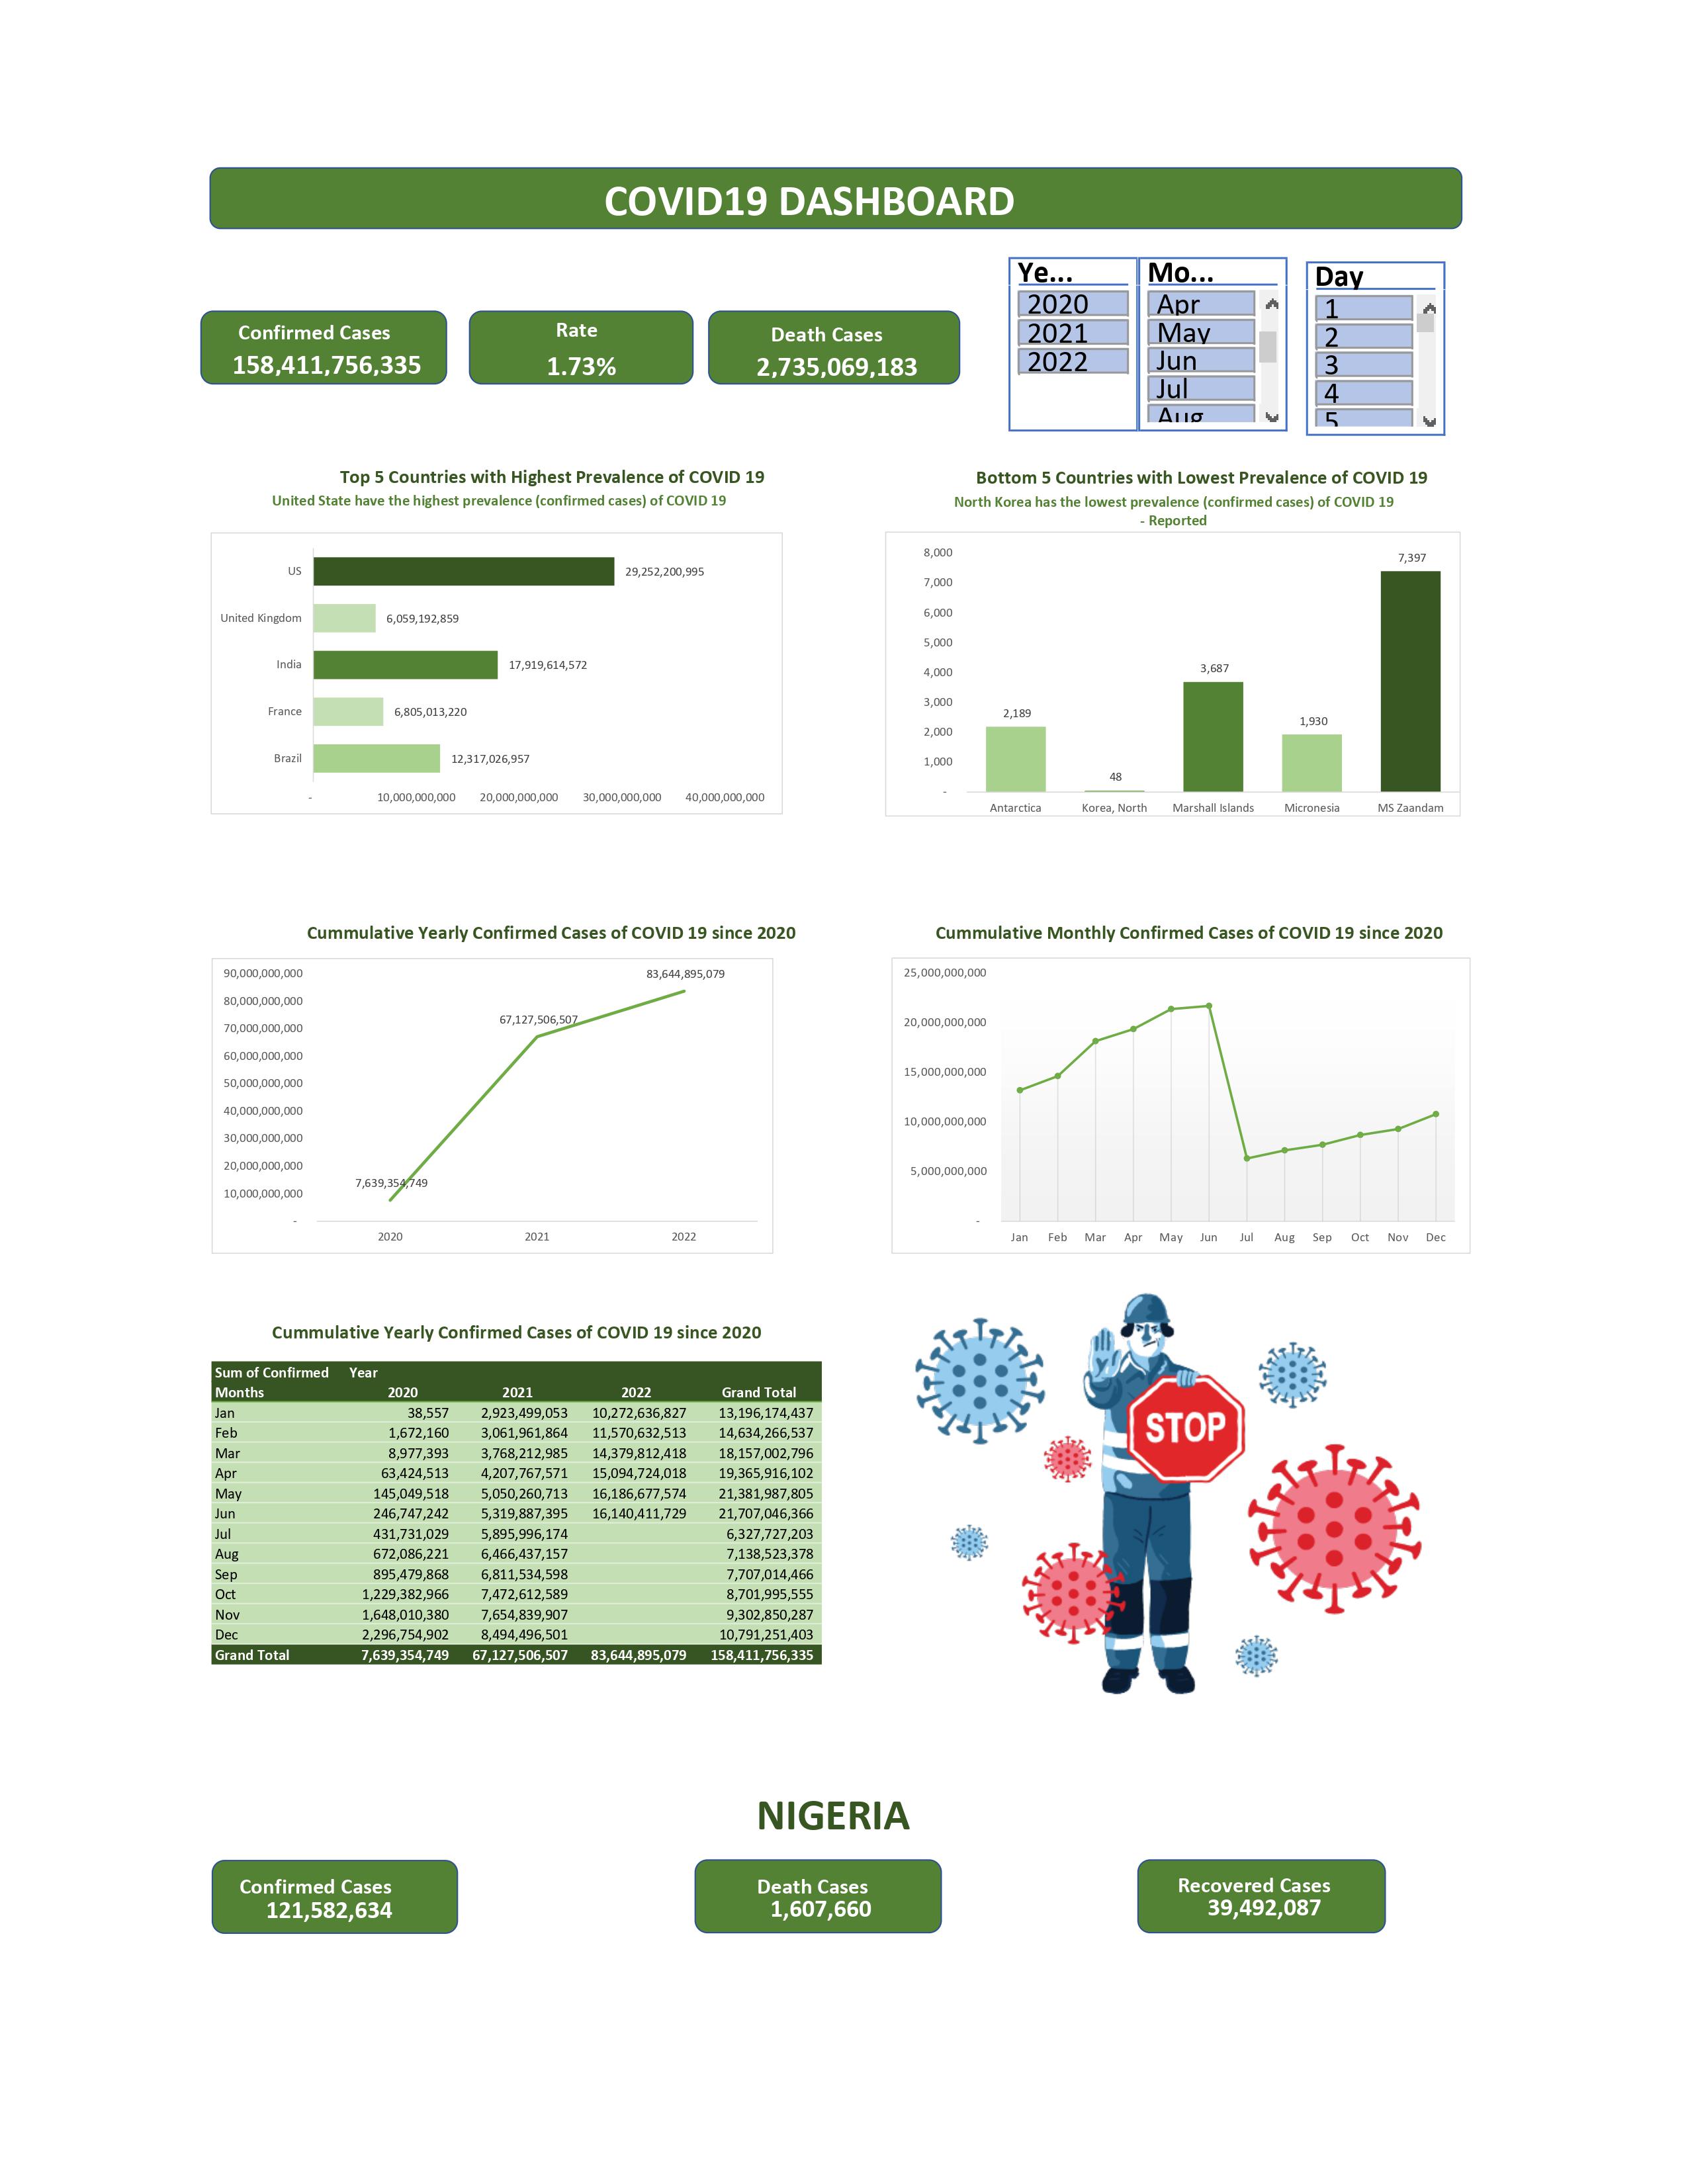 COVID19 DASHBOARD
Ye...
2020
2021
2022
Mo...
Apr
May
Jun
Jul
Aug
Day
1
2
3
4
5
Confirmed Cases
158,411,756,335
Rate
1.73%
Death Cases
2,735,069,183
Top 5 Countries with Highest Prevalence of COVID 19
United State have the highest prevalence (confirmed cases) of COVID 19
US 29,252,200,995
United Kingdom 6,059,192,859
India 17,919,614,572
France 6,805,013,220
Brazil 12,317,026,957
- 10,000,000,000 20,000,000,000 30,000,000,000 40,000,000,000
Bottom 5 Countries with Lowest Prevalence of COVID 19
North Korea has the lowest prevalence (confirmed cases) of COVID 19
- Reported
8,000
7,000
6,000
5,000
4,000
3,000
2,000
1,000
-
2,189
48
3,687
1,930
7,397
Antarctica Korea, North Marshall Islands Micronesia MS Zaandam
Cummulative Yearly Confirmed Cases of COVID 19 since 2020
90,000,000,000
80,000,000,000
70,000,000,000
60,000,000,000
50,000,000,000
40,000,000,000
30,000,000,000
20,000,000,000
10,000,000,000
-
7,639,354,749
67,127,506,507
83,644,895,079
2020 2021 2022
Cummulative Monthly Confirmed Cases of COVID 19 since 2020
25,000,000,000
20,000,000,000
15,000,000,000
10,000,000,000
5,000,000,000
-
Jan Feb Mar Apr May Jun Jul Aug Sep Oct Nov Dec
Cummulative Yearly Confirmed Cases of COVID 19 since 2020
Sum of Confirmed Year
Months 2020 2021 2022 Grand Total
Jan 38,557 2,923,499,053 10,272,636,827 13,196,174,437
Feb 1,672,160 3,061,961,864 11,570,632,513 14,634,266,537
Mar 8,977,393 3,768,212,985 14,379,812,418 18,157,002,796
Apr 63,424,513 4,207,767,571 15,094,724,018 19,365,916,102
May 145,049,518 5,050,260,713 16,186,677,574 21,381,987,805
Jun 246,747,242 5,319,887,395 16,140,411,729 21,707,046,366
Jul 431,731,029 5,895,996,174 6,327,727,203
Aug 672,086,221 6,466,437,157 7,138,523,378
Sep 895,479,868 6,811,534,598 7,707,014,466
Oct 1,229,382,966 7,472,612,589 8,701,995,555
Nov 1,648,010,380 7,654,839,907 9,302,850,287
Dec 2,296,754,902 8,494,496,501 10,791,251,403
Grand Total 7,639,354,749 67,127,506,507 83,644,895,079 158,411,756,335
STOP
NIGERIA
Confirmed Cases
121,582,634
Death Cases
1,607,660
Recovered Cases
39,492,087